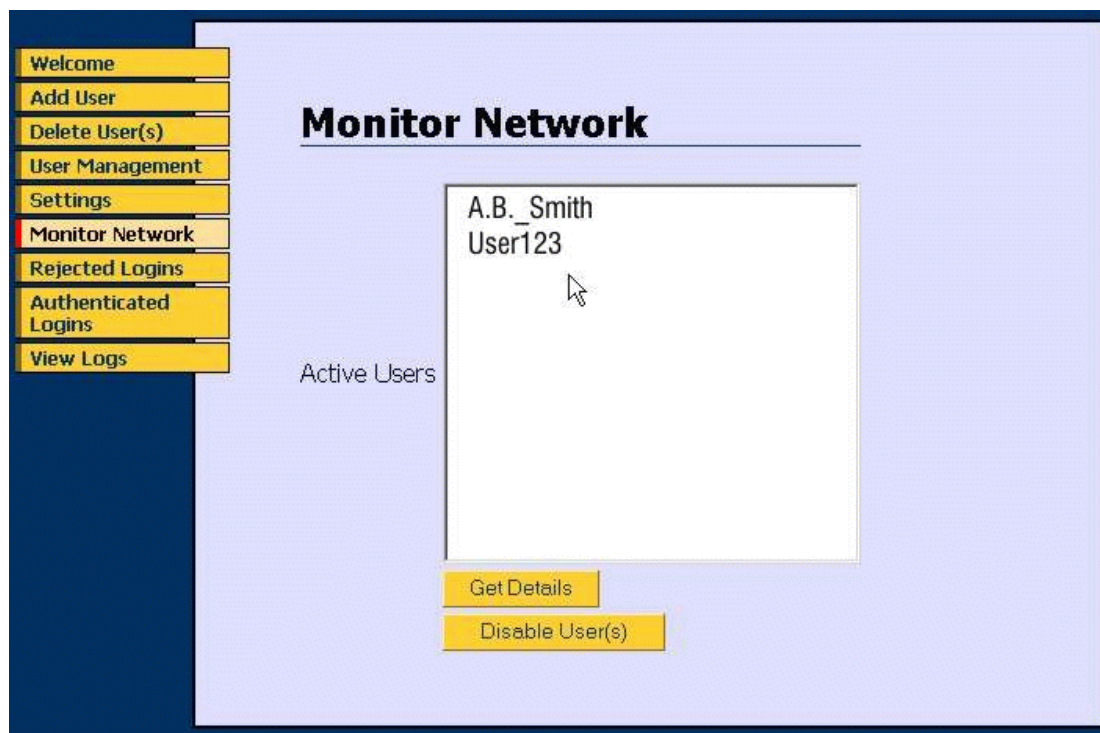 Welcome
Add User
Delete User(s)
User Management
Settings
Monitor Network
Rejected Logins
Authenticated
Logins
View Logs
Monitor Network
Active Users
A.B._Smith
User123
Get Details
Disable User(s)